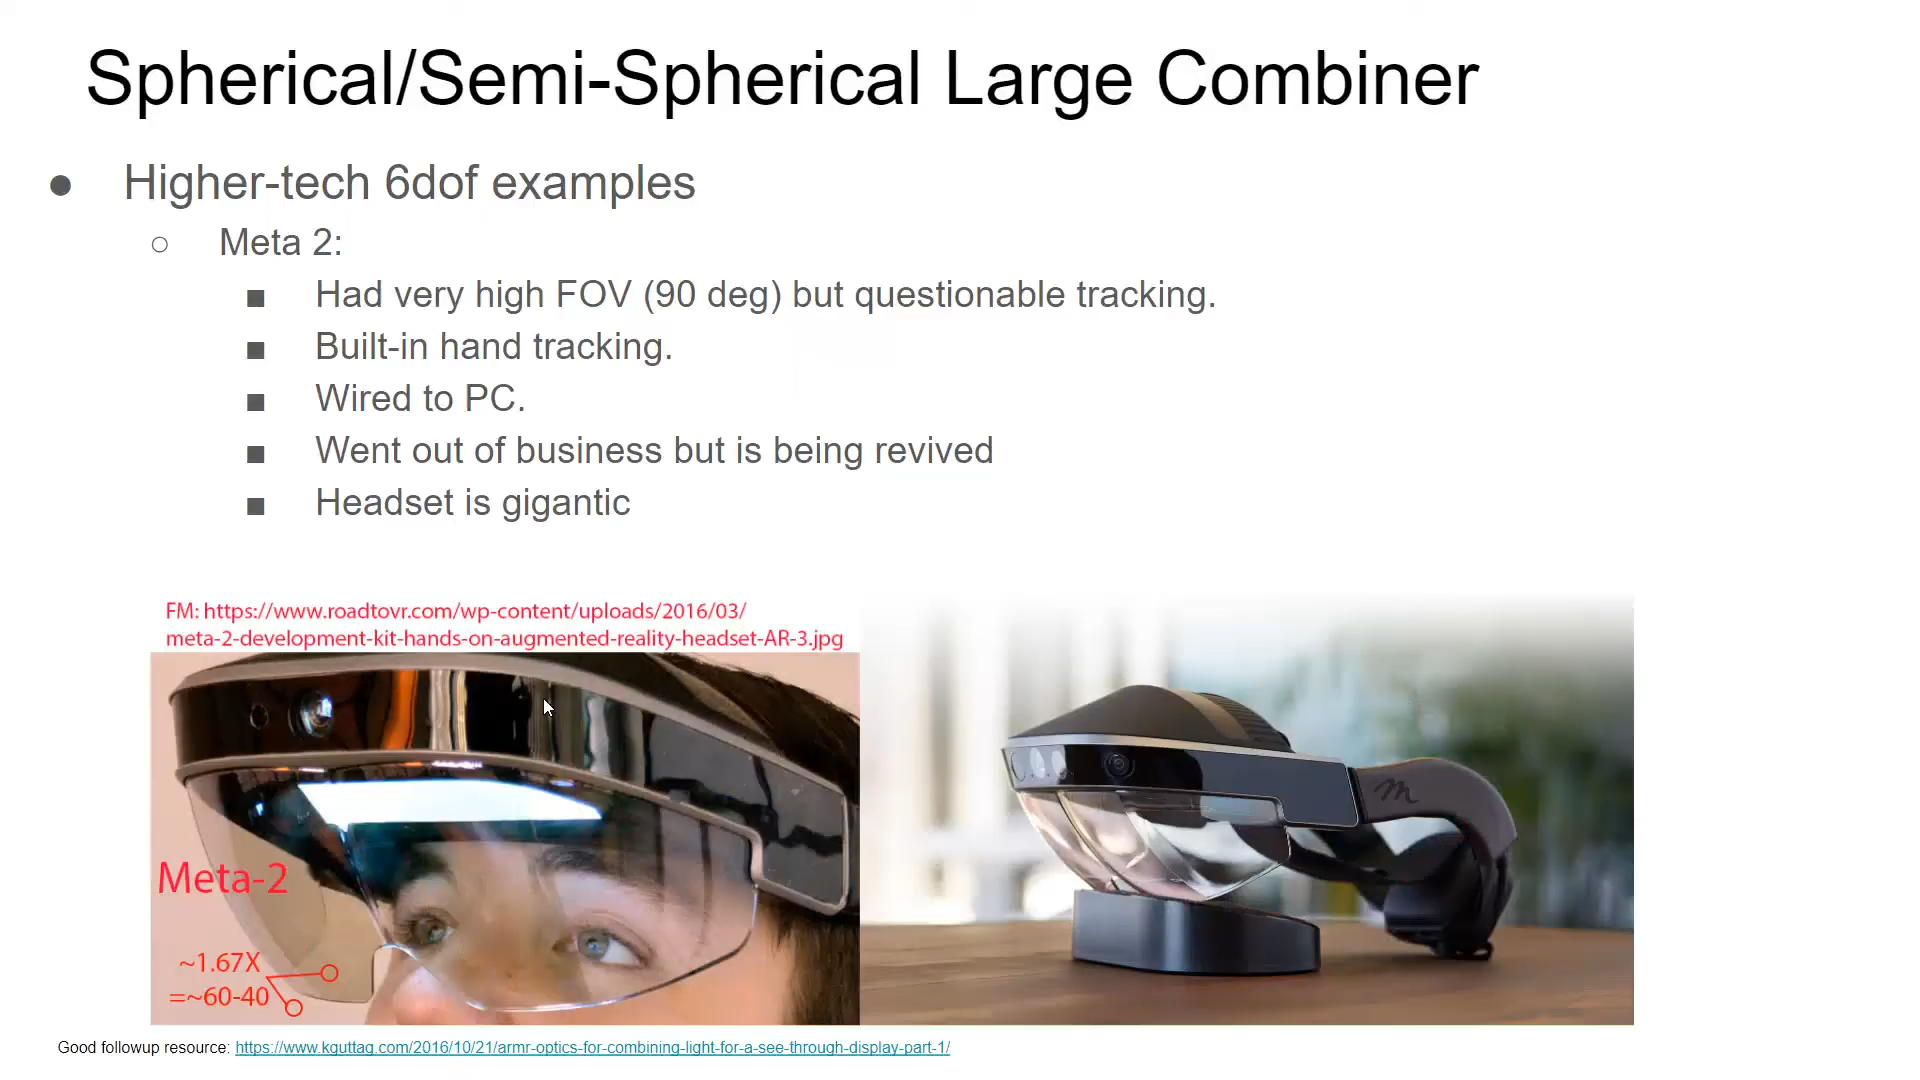 Spherical/Semi-Spherical Large Combiner
● Higher-tech 6dof examples
○ Meta 2:
■ Had very high FOV (90 deg) but questionable tracking.
■ Built-in hand tracking.
■ Wired to PC.
■ Went out of business but is being revived
■ Headset is gigantic
FM: https://www.roadtovr.com/wp-content/uploads/2016/03/
meta-2-development-kit-hands-on-augmented-reality-headset-AR-3.jpg
Meta-2
~1.67X
=~60-40
Good followup resource: https://www.kguttag.com/2016/10/21/armr-optics-for-combining-light-for-a-see-through-display-part-1/